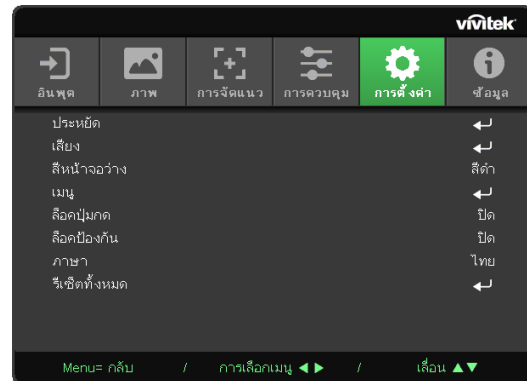 vivitek
อินพุต ภาพ การจัดแนว การควบคุม การตั้งค่า ข้อมูล
ประหยัด
เสียง
สีหน้าจอว่าง สีดำ
เมนู
ล็อคปุ่มกด ปิด
ล็อคป้องกัน ปิด
ภาษา ไทย
รีเซ็ตทั้งหมด
Menu= กลับ / การเลือกเมนู ◀ ▶ / เลื่อน ▲▼